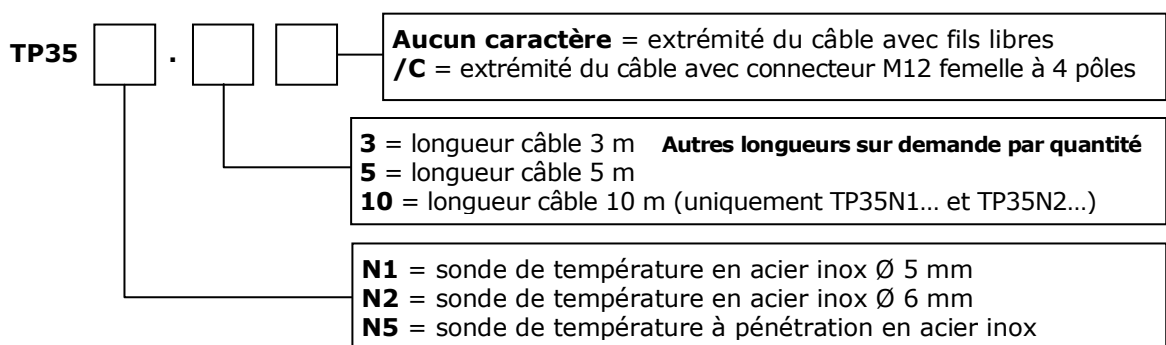 TP35 .
Aucun caractère = extrémité du câble avec fils libres
/C = extrémité du câble avec connecteur M12 femelle à 4 pôles
3 = longueur câble 3 m Autres longueurs sur demande par quantité
5 = longueur câble 5 m
10 = longueur câble 10 m (uniquement TP35N1... et TP35N2...)
N1 = sonde de température en acier inox Ø 5 mm
N2 = sonde de température en acier inox Ø 6 mm
N5 = sonde de température à pénétration en acier inox